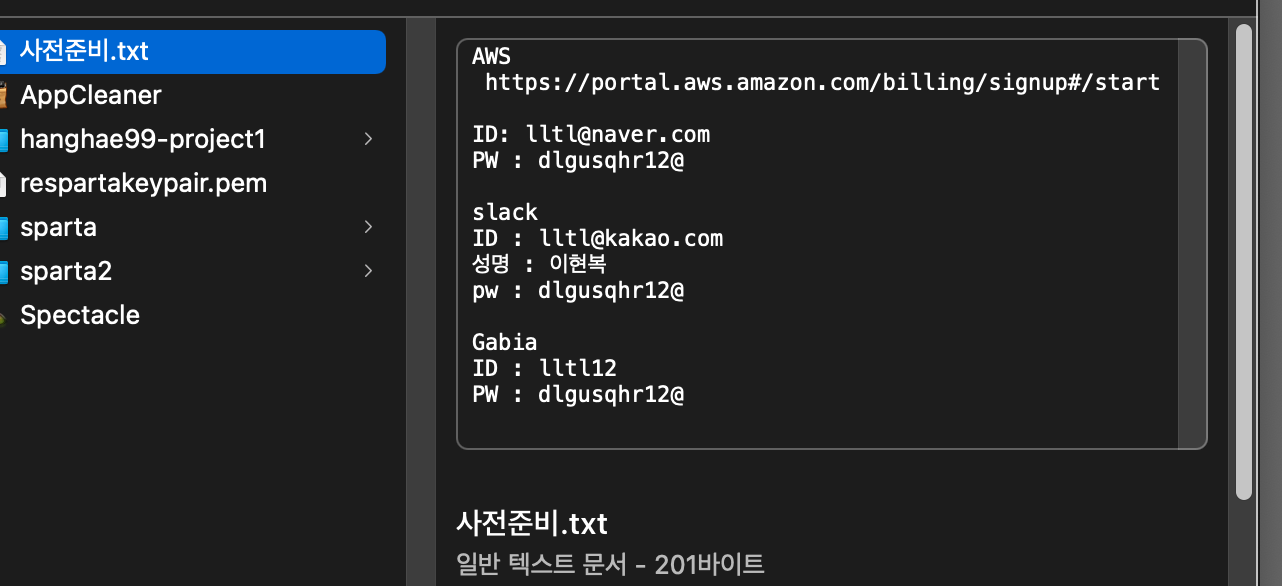 사전준비.txt
AppCleaner
hanghae99-project1
respartakeypair.pem
sparta
sparta2
Spectacle
AWS
https://portal.aws.amazon.com/billing/signup#/start
ID: lltl@naver.com
PW : dlgusqhr12@
slack
ID : lltl@kakao.com
성명 : 이현복
pw : dlgusqhr12@
Gabia
ID : lltl12
PW : dlgusqhr12@
사전준비.txt
일반 텍스트 문서 - 201바이트